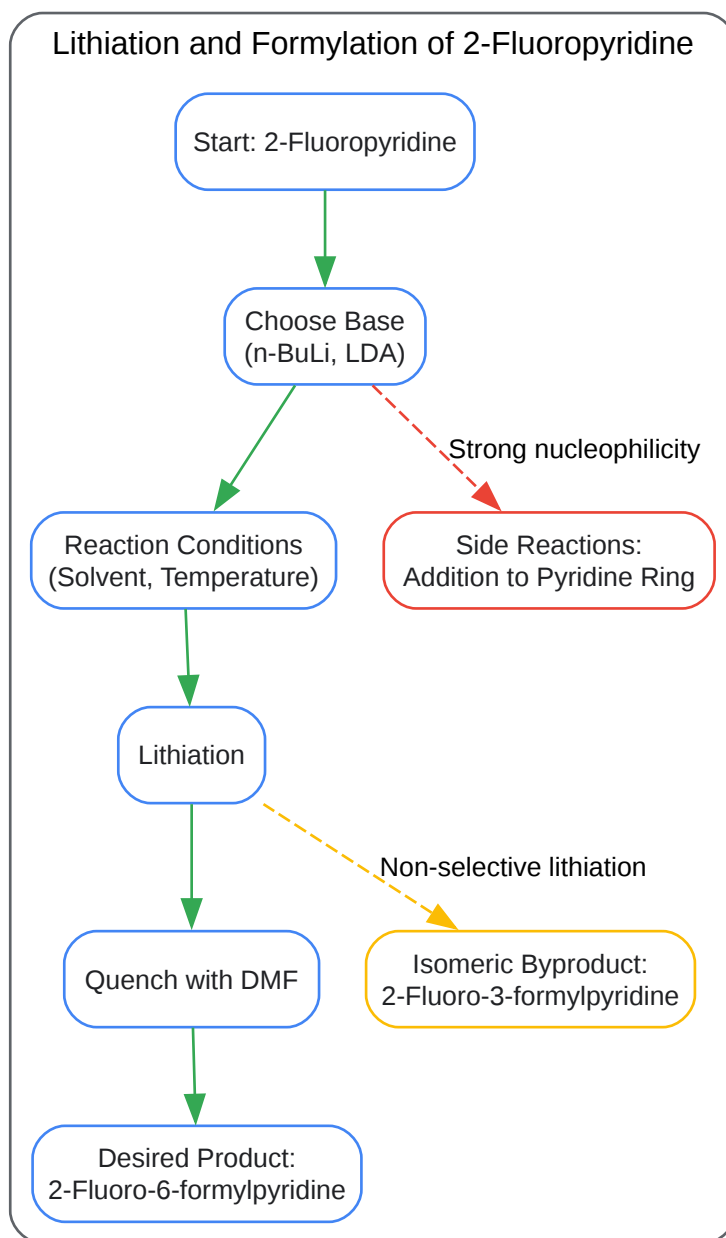 Lithiation and Formylation of 2-Fluoropyridine
Start: 2-Fluoropyridine
Choose Base
(n-BuLi, LDA)
Strong nucleophilicity
Reaction Conditions
(Solvent, Temperature)
Side Reactions:
Addition to Pyridine Ring
Lithiation
Non-selective lithiation
Quench with DMF
Isomeric Byproduct:
2-Fluoro-3-formylpyridine
Desired Product:
2-Fluoro-6-formylpyridine